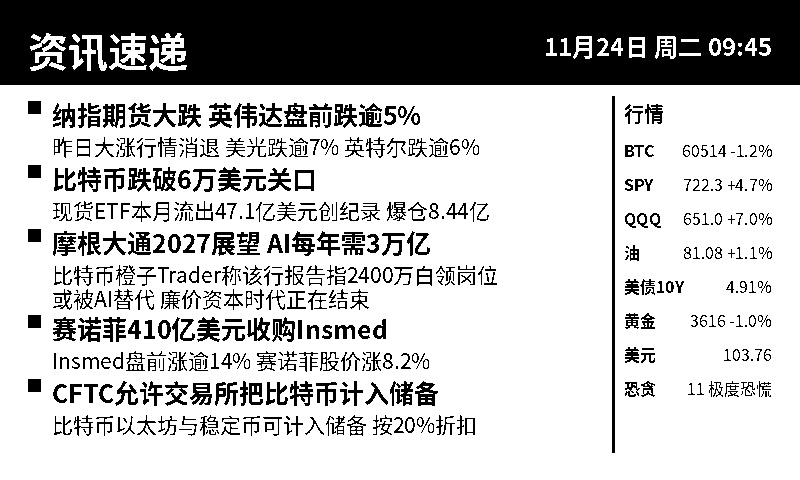 资讯速递
11月24日 周二 09:45
纳指期货大跌 英伟达盘前跌逾5%
昨日大涨行情消退 美光跌逾7% 英特尔跌逾6%
比特币跌破6万美元关口
现货ETF本月流出47.1亿美元创纪录 爆仓8.44亿
摩根大通2027展望 AI每年需3万亿
比特币橙子Trader称该行报告指2400万白领岗位
或被AI替代 廉价资本时代正在结束
赛诺菲410亿美元收购Insmed
Insmed盘前涨逾14% 赛诺菲股价涨8.2%
CFTC允许交易所把比特币计入储备
比特币以太坊与稳定币可计入储备 按20%折扣
行情
BTC 60514 -1.2%
SPY 722.3 +4.7%
QQQ 651.0 +7.0%
油 81.08 +1.1%
美债10Y 4.91%
黄金 3616 -1.0%
美元 103.76
恐贪 11 极度恐慌